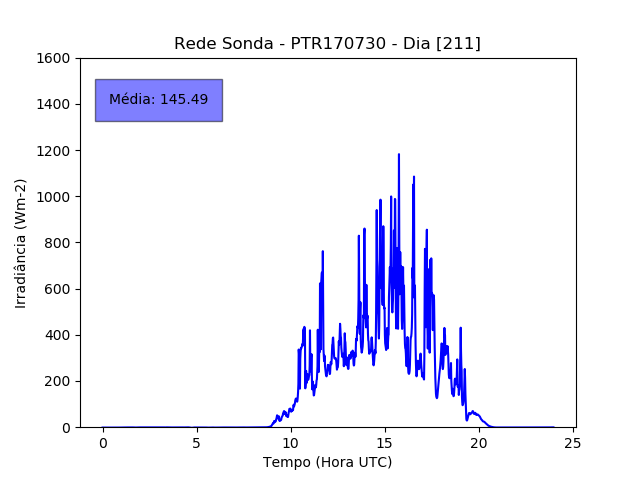 Rede Sonda - PTR170730 - Dia [211]
1600
1400
1200
1000
800
600
400
200
0
Irradiância (Wm-2)
Média: 145.49
0 5 10 15 20 25
Tempo (Hora UTC)